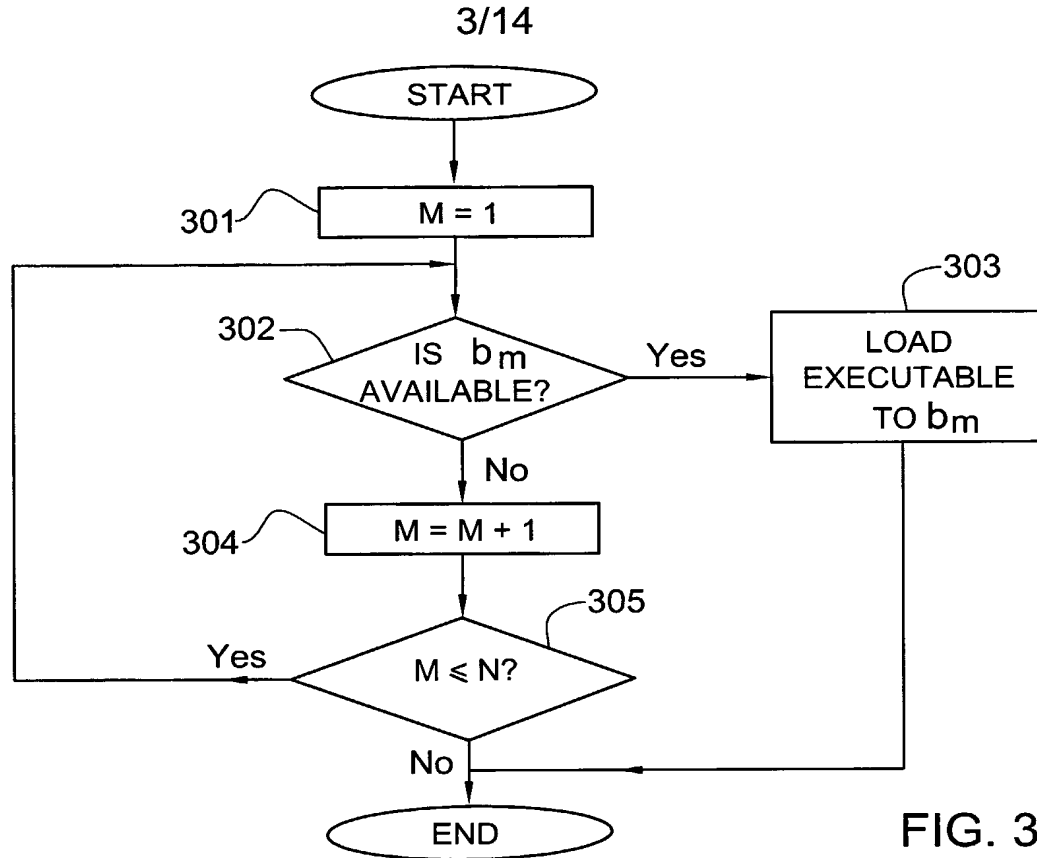 3/14
START
301
M = 1
303
302
IS bm
AVAILABLE?
Yes
LOAD
EXECUTABLE
TO bm
No
304
M = M + 1
305
Yes
M ⩽ N?
No
END
FIG. 3